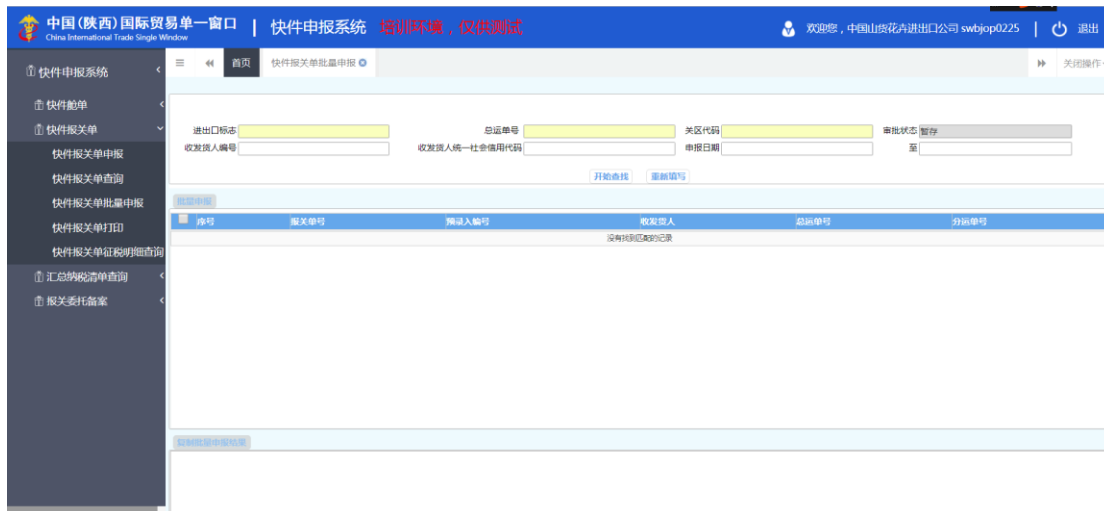 中国(陕西)国际贸易单一窗口 | 快件申报系统 培训环境，仅供测试 欢迎您，中国山货花卉进出口公司 swbjop0225 | 退出
China International Trade Single Window
快件申报系统
首页 快件报关单批量申报 关闭操作
快件舱单
快件报关单
快件报关单申报
快件报关单查询
快件报关单批量申报
快件报关单打印
快件报关单征税明细查询
汇总纳税清单查询
报关委托备案
进出口标志 总运单号 关区代码 审批状态 暂存
收发货人编号 收发货人统一社会信用代码 申报日期 至
开始查找 重新填写
批量申报
序号 报关单号 预录入编号 收发货人 总运单号 分运单号
没有找到匹配的记录
复制批量申报结果